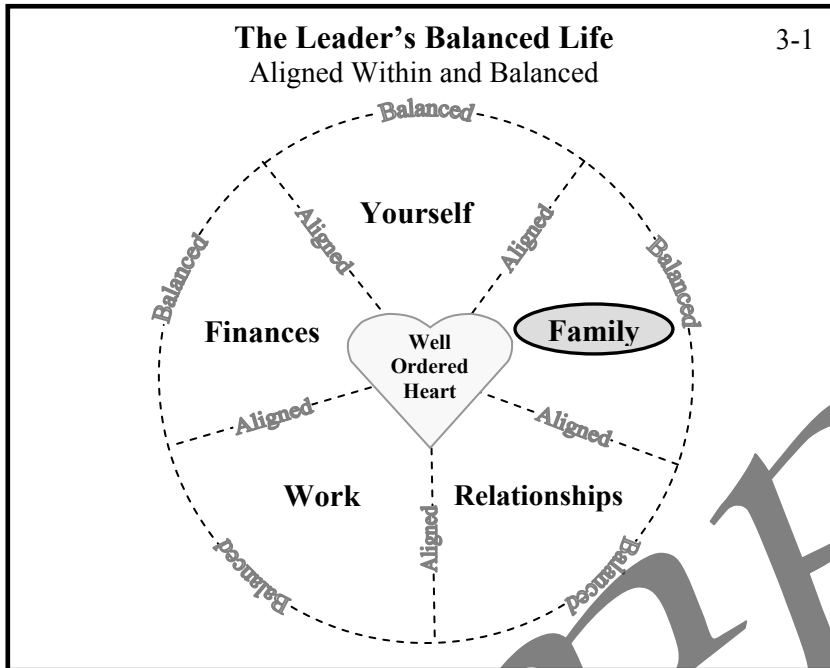 The Leader's Balanced Life
3-1
Aligned Within and Balanced
Balanced
Yourself
Aligned
Aligned
Balanced
Balanced
Finances
Well
Ordered
Heart
Family
Aligned
Aligned
Work
Relationships
Aligned
Balanced
Balanced